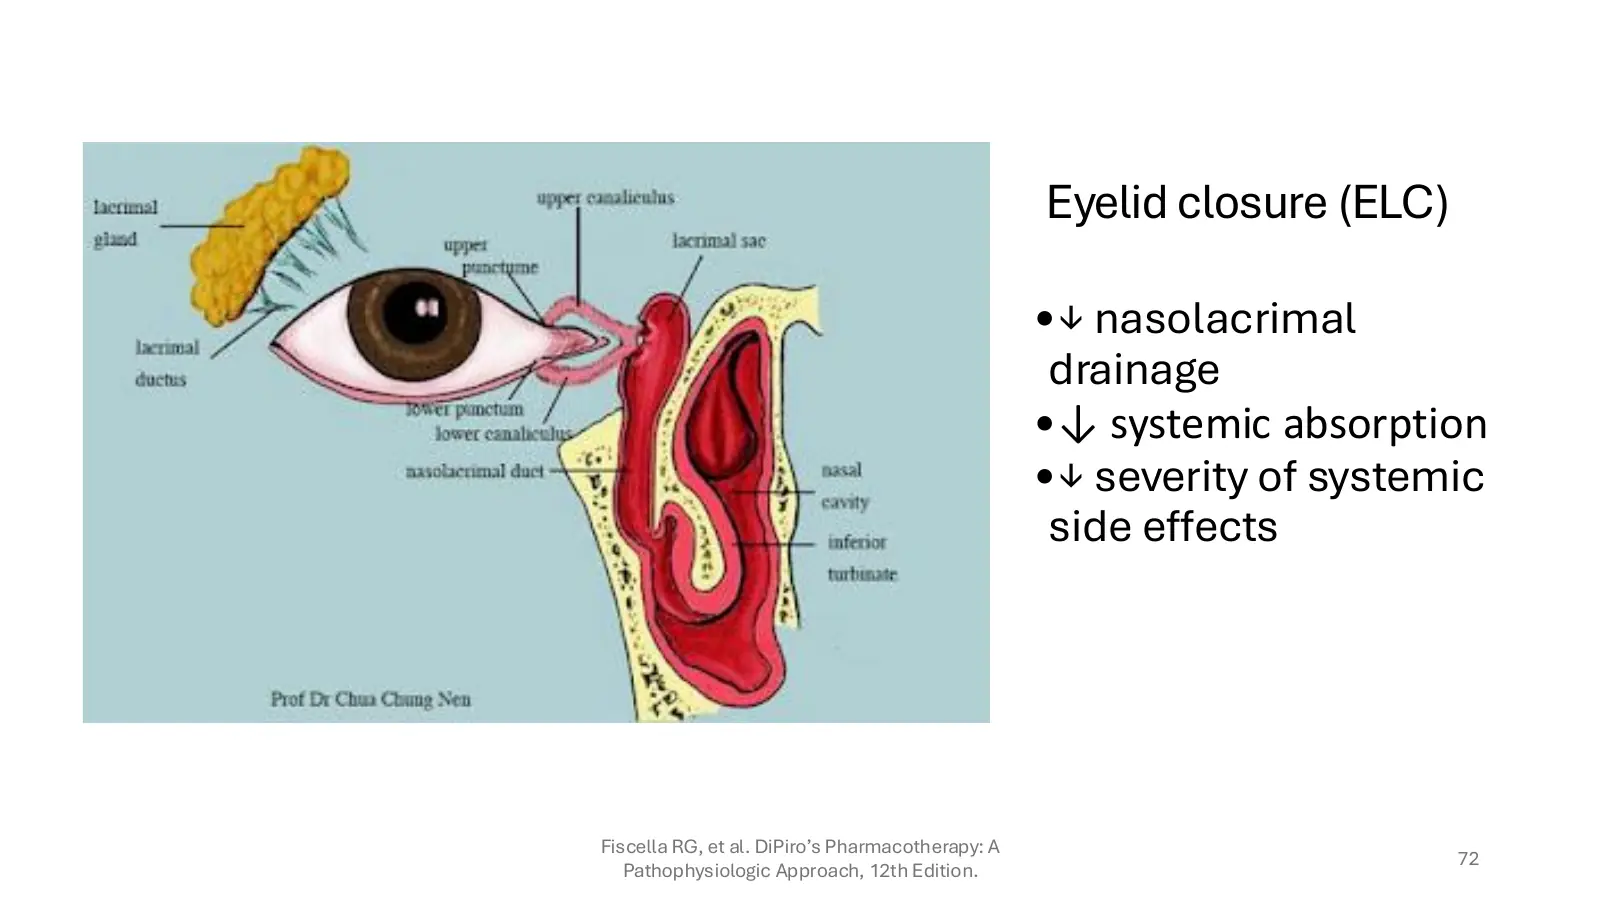 lacrimal
gland
upper canaliculus
upper
puncturne
lacrimal sac
lacrimal
ductus
lower punctum
lower canaliculus
nasolacrimal duct
nasal
cavity
inferior
turbinate
Prof Dr Chua Chung Nen
Eyelid closure (ELC)
•↓ nasolacrimal
drainage
•↓ systemic absorption
•↓ severity of systemic
side effects
Fiscella RG, et al. DiPiro’s Pharmacotherapy: A
Pathophysiologic Approach, 12th Edition.
72